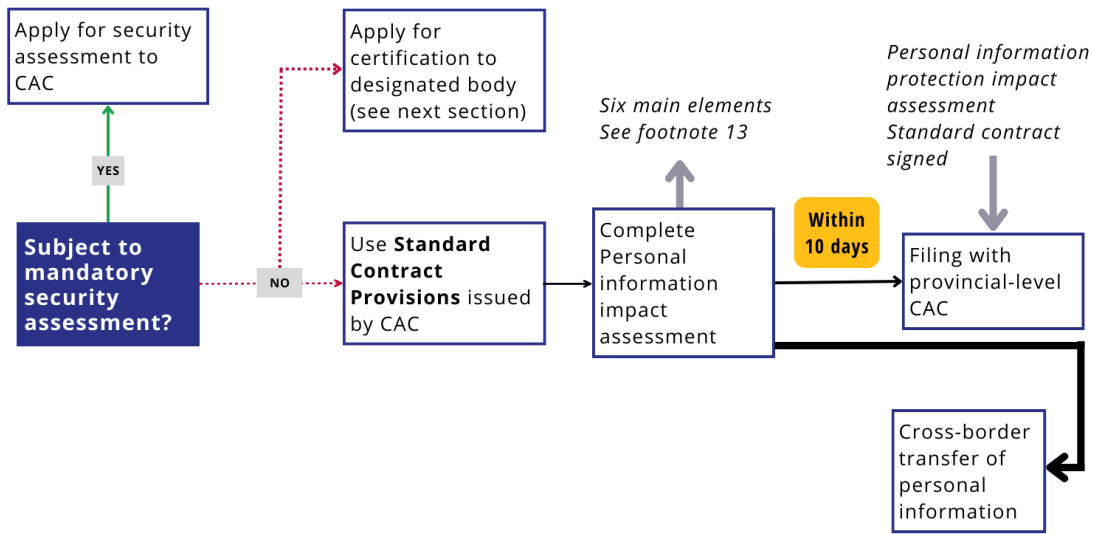 Apply for security
assessment to
CAC
Apply for
certification to
designated body
(see next section)
Personal information
protection impact
assessment
Standard contract
signed
Six main elements
See footnote 13
YES
Subject to
mandatory
security
assessment?
NO
Use Standard
Contract
Provisions issued
by CAC
Complete
Personal
information
impact
assessment
Within
10 days
Filing with
provincial-level
CAC
Cross-border
transfer of
personal
information